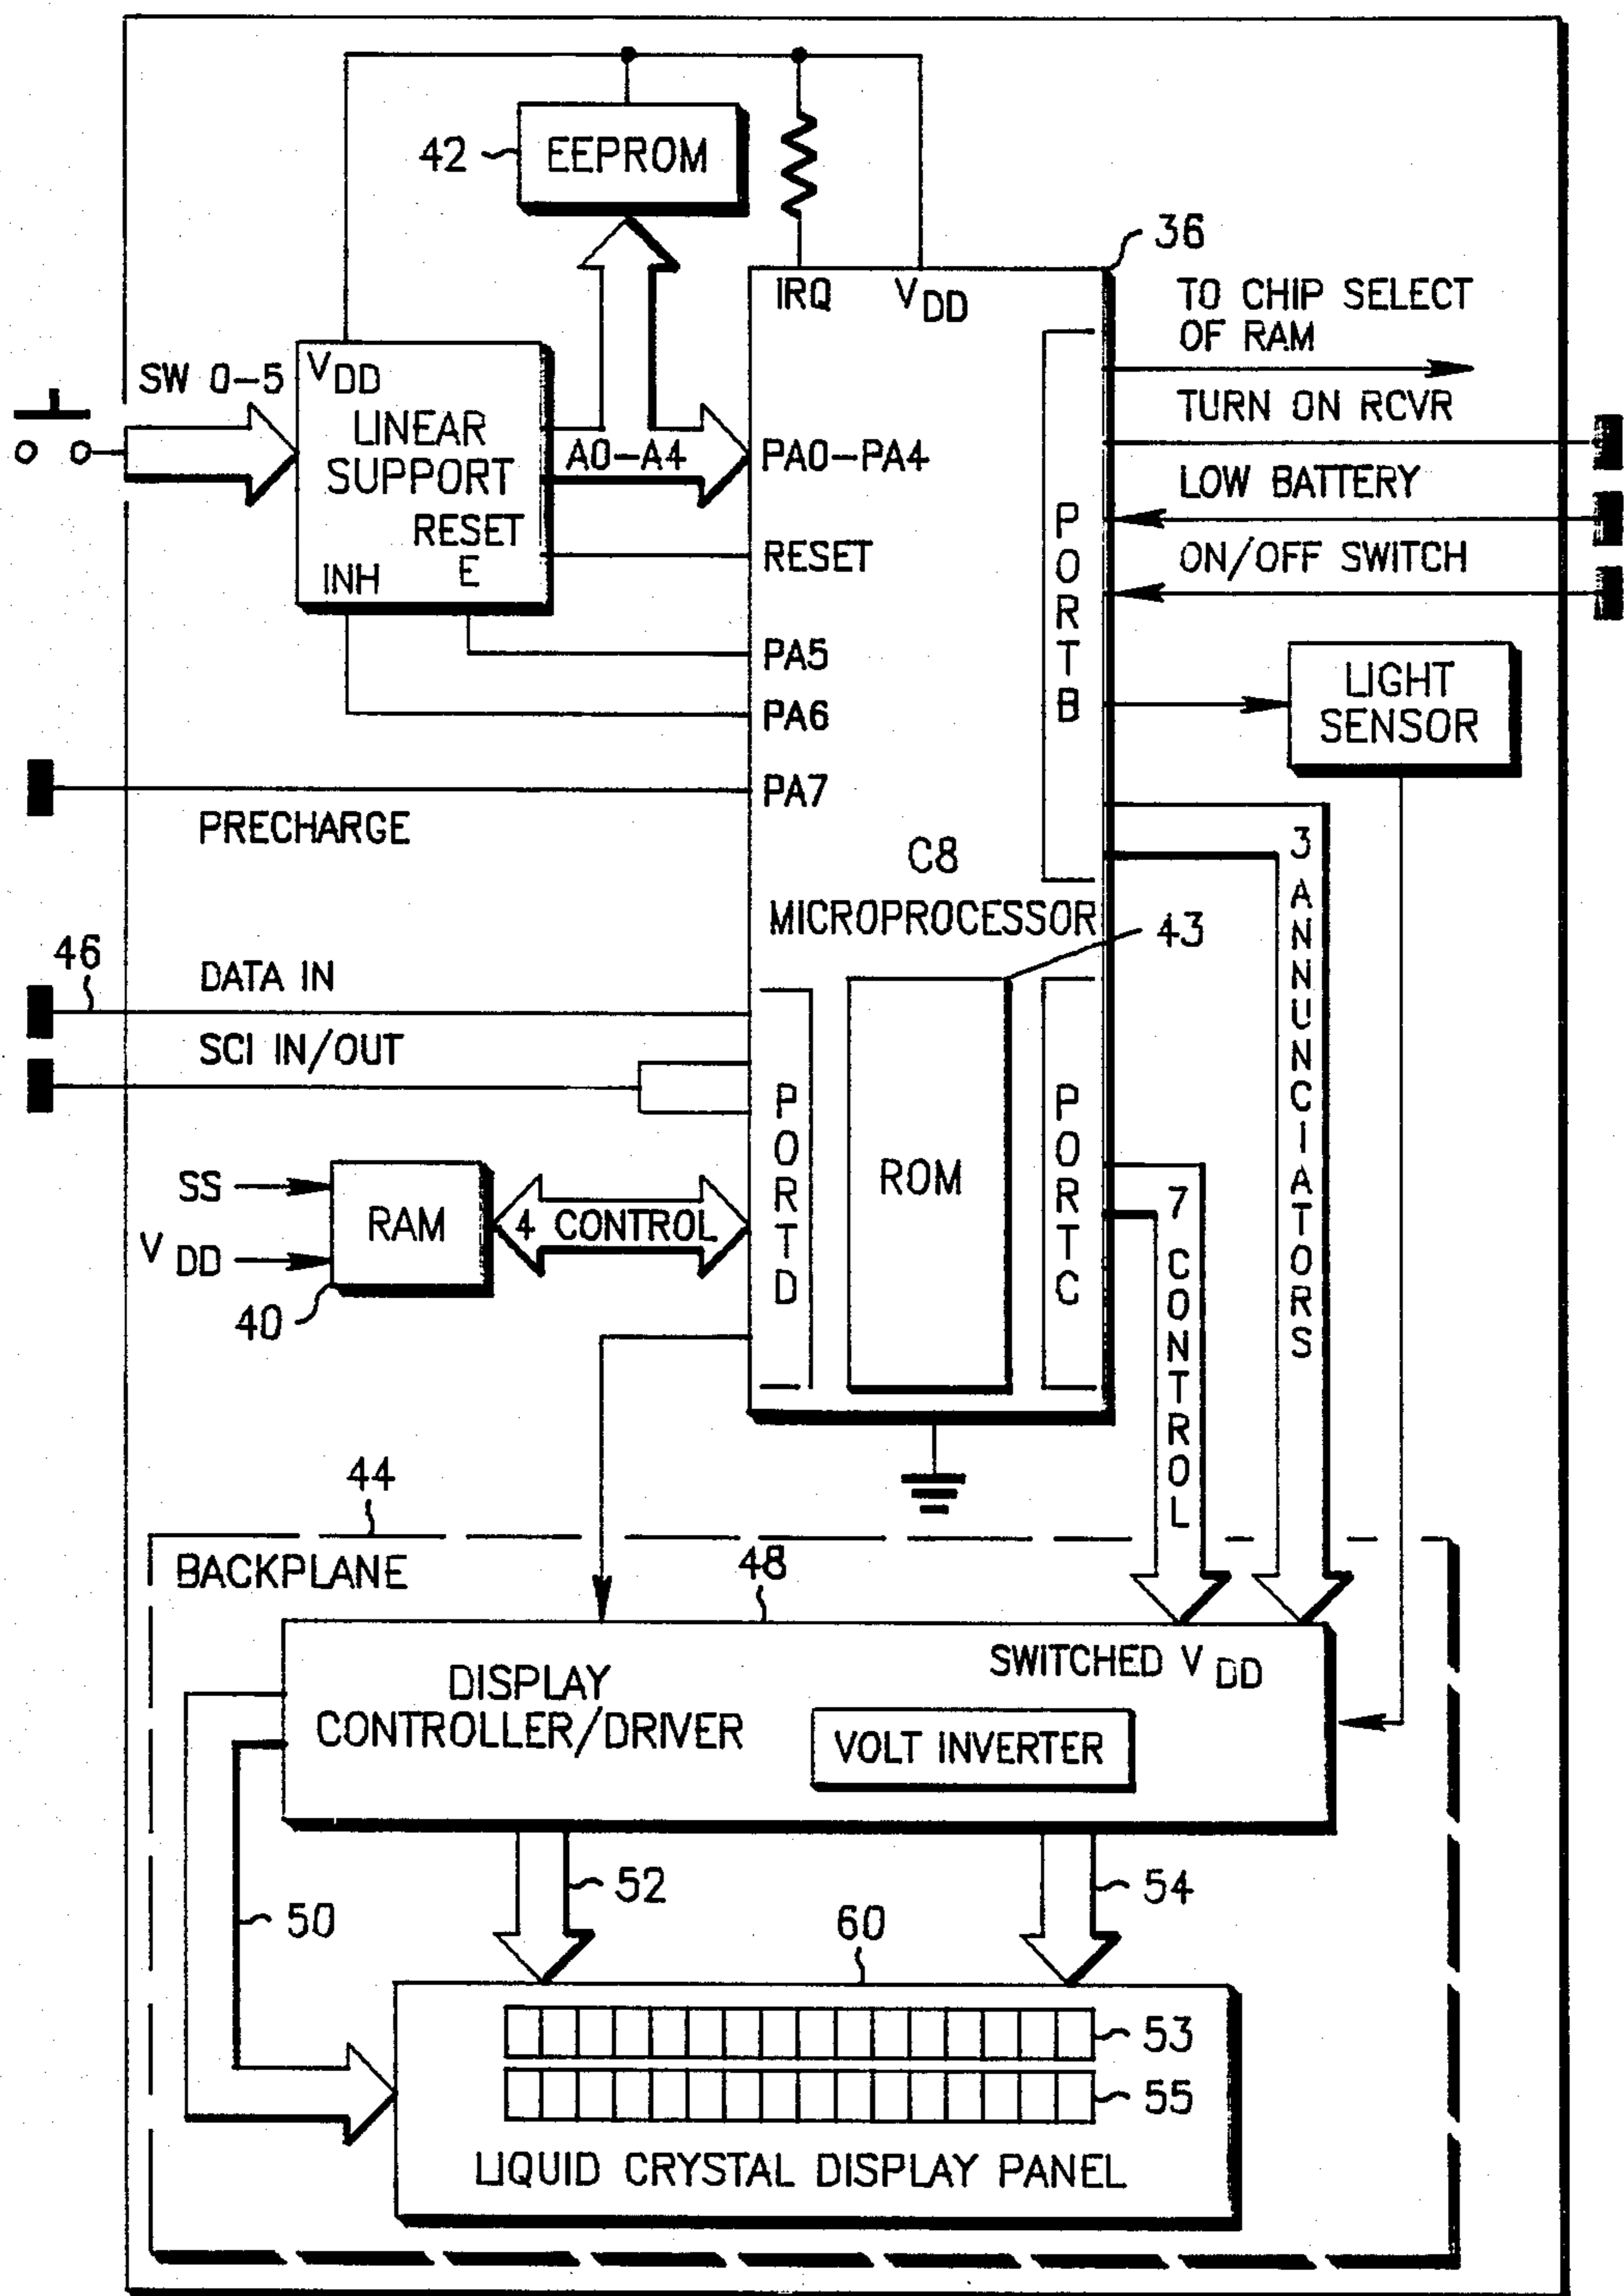 42
EEPROM
36
IRQ
VDD
TO CHIP SELECT
OF RAM
SW 0-5
VDD
LINEAR
SUPPORT
RESET
E
INH
A0-A4
PA0-PA4
TURN ON RCVR
LOW BATTERY
ON/OFF SWITCH
RESET
PORT B
PA5
PA6
LIGHT
SENSOR
PA7
PRECHARGE
C8
MICROPROCESSOR
3 ANNUNCIATORS
43
46
DATA IN
SCI IN/OUT
PORT D
ROM
PORT C
SS
VDD
RAM
4 CONTROL
40
7 CONTROL
44
BACKPLANE
48
SWITCHED VDD
DISPLAY
CONTROLLER/DRIVER
VOLT INVERTER
50
52
54
60
53
55
LIQUID CRYSTAL DISPLAY PANEL